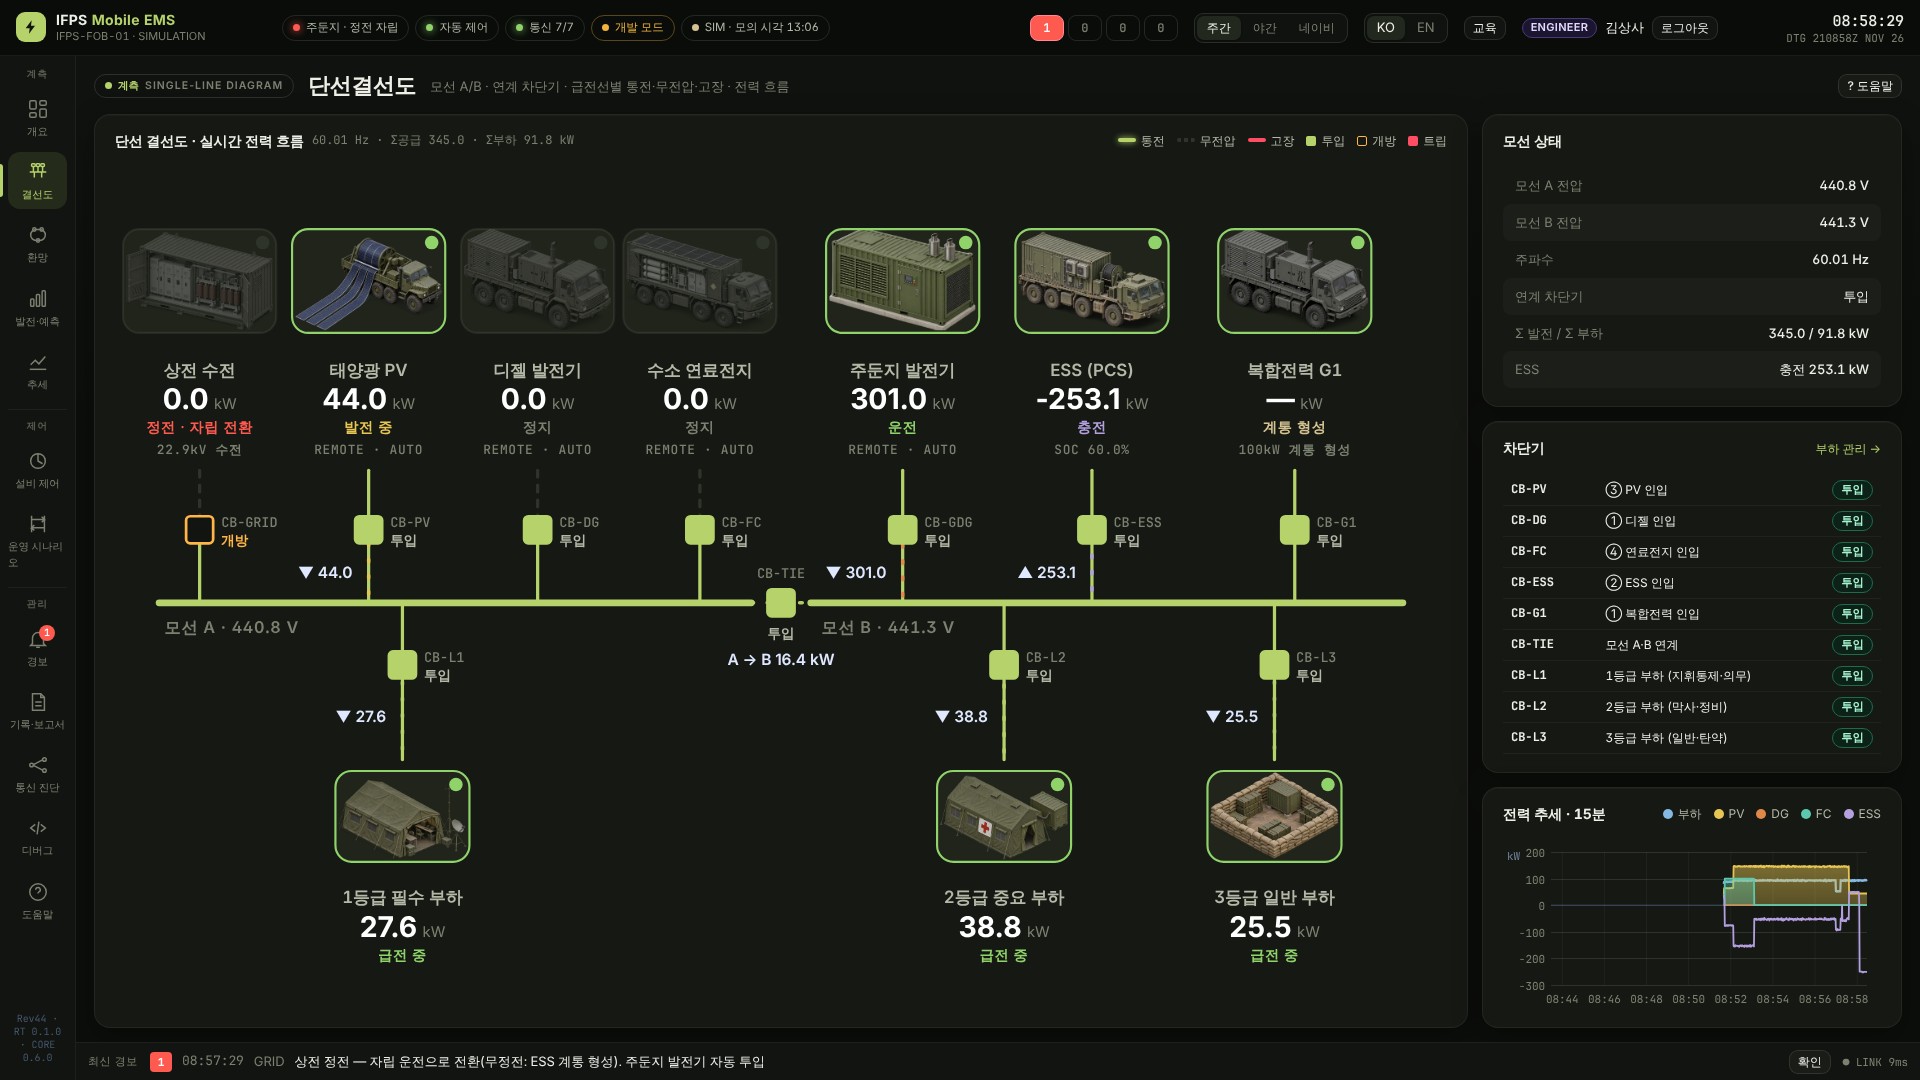 IFPS Mobile EMS
IFPS-FOB-01 · SIMULATION
주둔지 · 정전 자립
자동 제어
통신 7/7
개발 모드
SIM · 모의 시각 13:06
1 0 0 0
주간 야간 네이비
KO EN
교육
ENGINEER 김상사 로그아웃
08:58:29
DTG 210858Z NOV 26
계측
개요
결선도
환망
발전·예측
추세
제어
설비 제어
운영 시나리
오
관리
1
경보
기록·보고서
통신 진단
디버그
도움말
Rev44 ·
RT 0.1.0
· CORE
0.6.0
계측 SINGLE-LINE DIAGRAM
단선결선도
모선 A/B · 연계 차단기 · 급전선별 통전·무전압·고장 · 전력 흐름
? 도움말
단선 결선도 · 실시간 전력 흐름 60.01 Hz · Σ공급 345.0 · Σ부하 91.8 kW
통전 무전압 고장 투입 개방 트립
상전 수전
0.0 kW
정전 · 자립 전환
22.9kV 수전
태양광 PV
44.0 kW
발전 중
REMOTE · AUTO
디젤 발전기
0.0 kW
정지
REMOTE · AUTO
수소 연료전지
0.0 kW
정지
REMOTE · AUTO
주둔지 발전기
301.0 kW
운전
REMOTE · AUTO
ESS (PCS)
-253.1 kW
충전
SOC 60.0%
복합전력 G1
— kW
계통 형성
100kW 계통 형성
CB-GRID
개방
CB-PV
투입
CB-DG
투입
CB-FC
투입
CB-GDG
투입
CB-ESS
투입
CB-G1
투입
▼ 44.0
CB-TIE
▼ 301.0
▲ 253.1
모선 A · 440.8 V
투입
모선 B · 441.3 V
A → B 16.4 kW
CB-L1
투입
CB-L2
투입
CB-L3
투입
▼ 27.6
▼ 38.8
▼ 25.5
1등급 필수 부하
27.6 kW
급전 중
2등급 중요 부하
38.8 kW
급전 중
3등급 일반 부하
25.5 kW
급전 중
모선 상태
모선 A 전압 440.8 V
모선 B 전압 441.3 V
주파수 60.01 Hz
연계 차단기 투입
Σ 발전 / Σ 부하 345.0 / 91.8 kW
ESS 충전 253.1 kW
차단기 부하 관리 →
CB-PV ③ PV 인입 투입
CB-DG ① 디젤 인입 투입
CB-FC ④ 연료전지 인입 투입
CB-ESS ② ESS 인입 투입
CB-G1 ① 복합전력 인입 투입
CB-TIE 모선 A·B 연계 투입
CB-L1 1등급 부하 (지휘통제·의무) 투입
CB-L2 2등급 부하 (막사·정비) 투입
CB-L3 3등급 부하 (일반·탄약) 투입
전력 추세 · 15분
부하 PV DG FC ESS
kW 200
100
0
-100
-200
-300
08:44 08:46 08:48 08:50 08:52 08:54 08:56 08:58
최신 경보 1 08:57:29 GRID 상전 정전 — 자립 운전으로 전환(무정전: ESS 계통 형성). 주둔지 발전기 자동 투입
확인
LINK 9ms